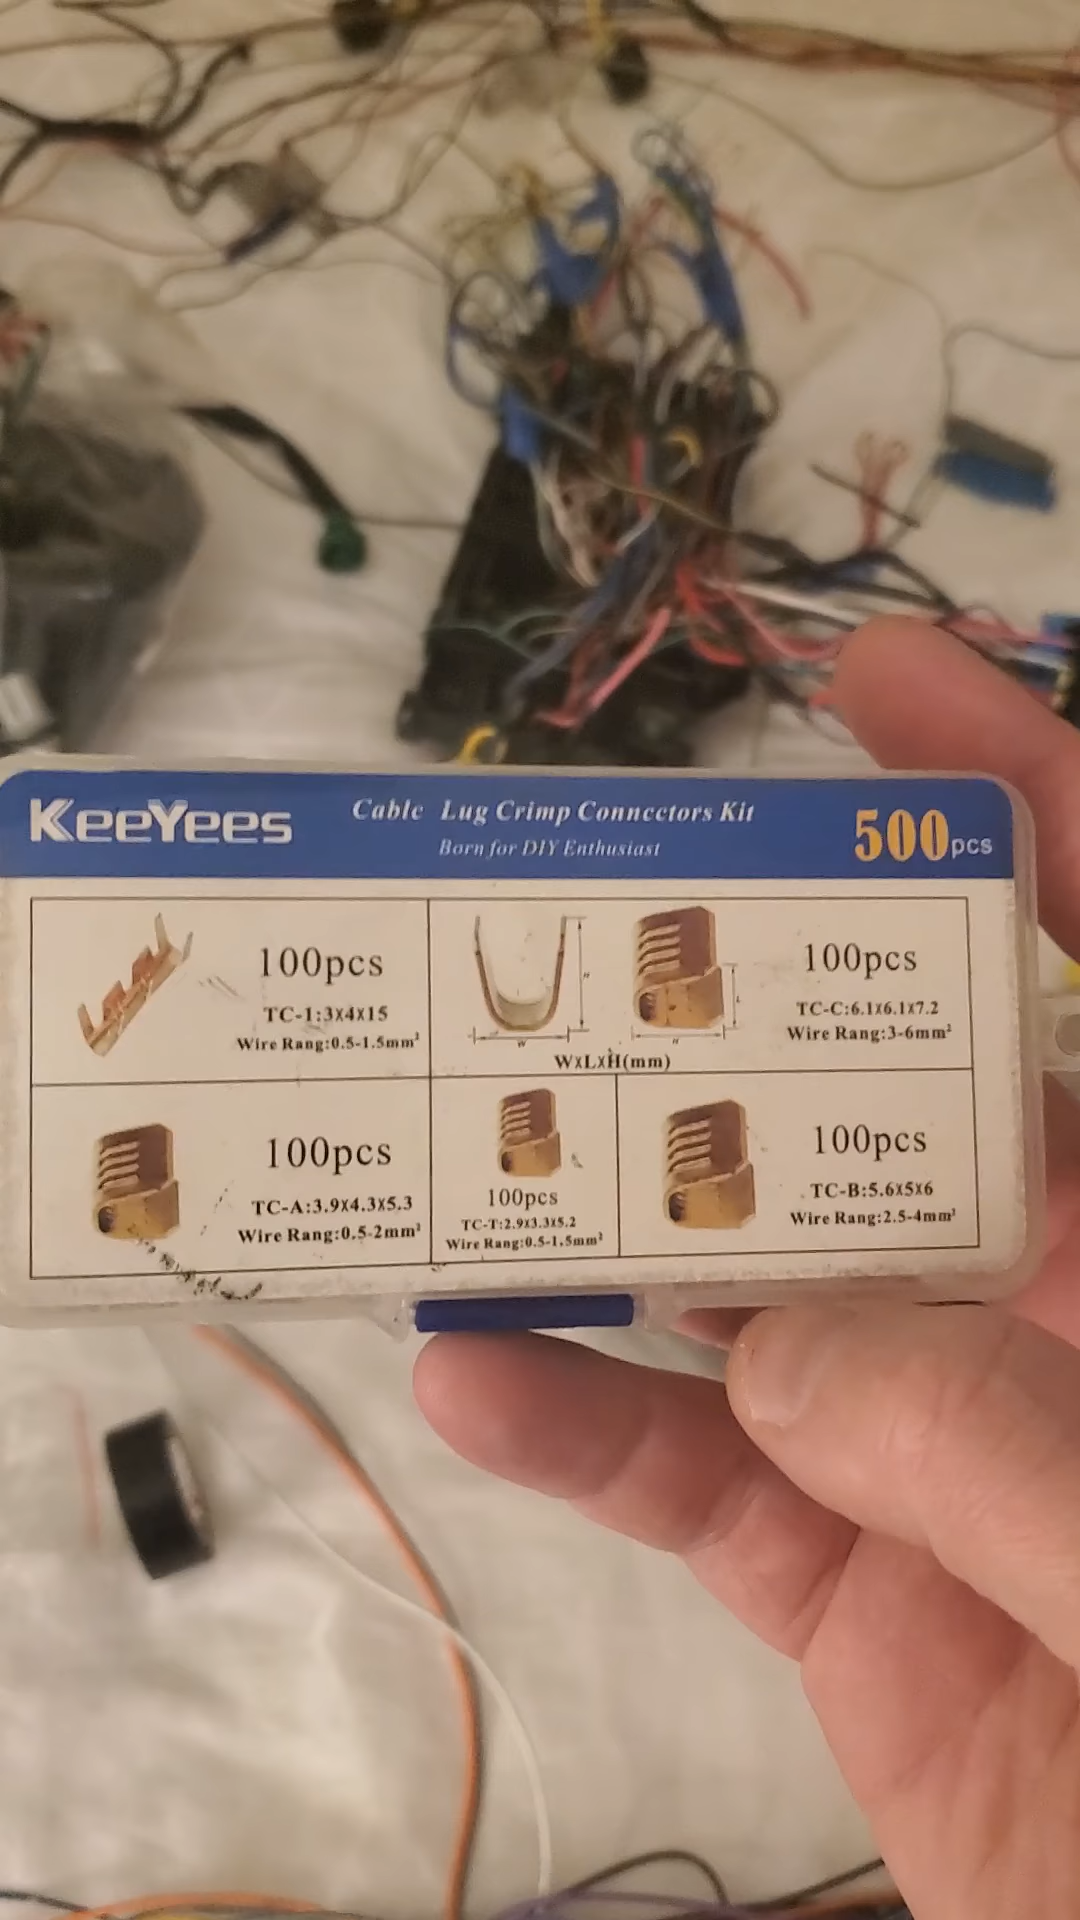 KeeYees
Cable Lug Crimp Connectors Kit
Born for DIY Enthusiast
500pcs
100pcs
TC-1:3X4X15
Wire Rang:0.5-1.5mm²
H
W
L
H
WxLxH(mm)
100pcs
TC-C:6.1X6.1X7.2
Wire Rang:3-6mm²
100pcs
TC-A:3.9X4.3X5.3
Wire Rang:0.5-2mm²
100pcs
TC-T:2.9X3.3X5.2
Wire Rang:0.5-1.5mm²
100pcs
TC-B:5.6X5X6
Wire Rang:2.5-4mm²